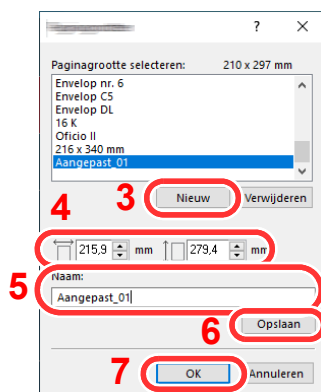 ? ×
Paginagrootte selecteren: 210 x 297 mm
Envelop nr. 6
Envelop C5
Envelop DL
16 K
Oficio II
216 x 340 mm
Aangepast_01
3 Nieuw Verwijderen
4
215,9 mm 279,4 mm
5 Naam:
Aangepast_01
6 Opslaan
7 OK Annuleren